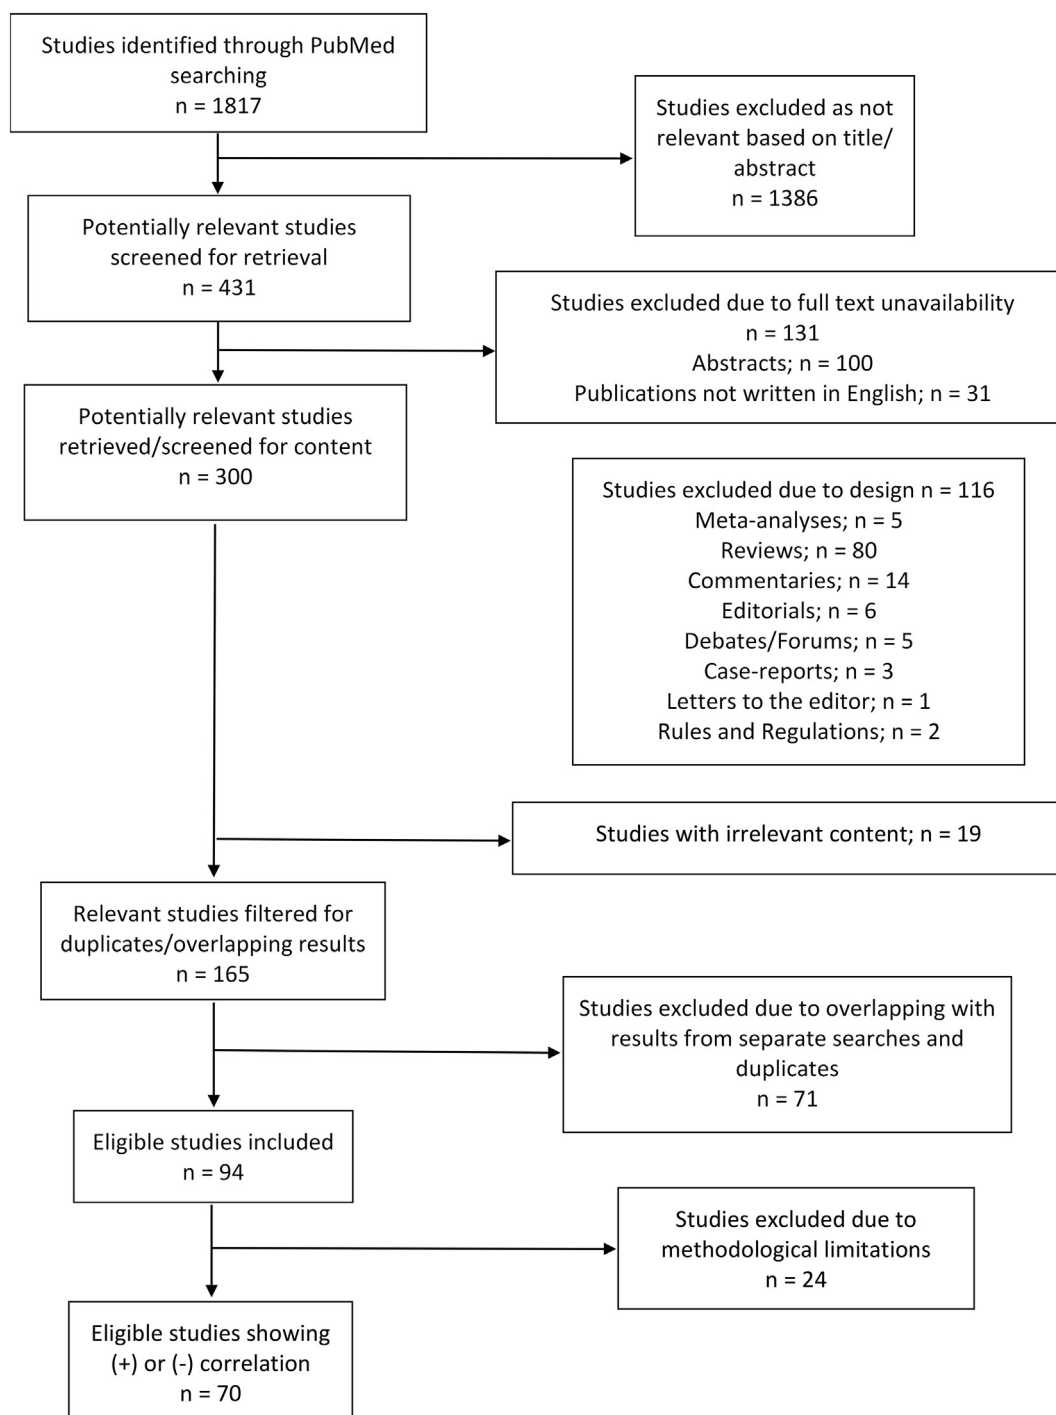 Studies identified through PubMed
searching
n = 1817
Studies excluded as not
relevant based on title/
abstract
n = 1386
Potentially relevant studies
screened for retrieval
n = 431
Studies excluded due to full text unavailability
n = 131
Abstracts; n = 100
Publications not written in English; n = 31
Potentially relevant studies
retrieved/screened for content
n = 300
Studies excluded due to design n = 116
Meta-analyses; n = 5
Reviews; n = 80
Commentaries; n = 14
Editorials; n = 6
Debates/Forums; n = 5
Case-reports; n = 3
Letters to the editor; n = 1
Rules and Regulations; n = 2
Studies with irrelevant content; n = 19
Relevant studies filtered for
duplicates/overlapping results
n = 165
Studies excluded due to overlapping with
results from separate searches and
duplicates
n = 71
Eligible studies included
n = 94
Studies excluded due to
methodological limitations
n = 24
Eligible studies showing
(+) or (-) correlation
n = 70